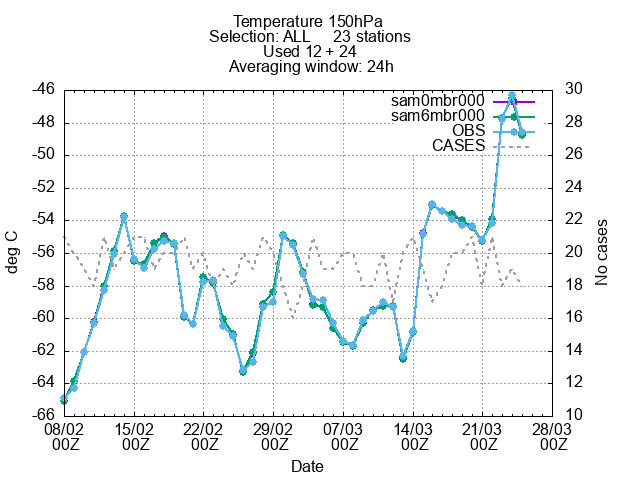 Temperature 150hPa
Selection: ALL 23 stations
Used 12 + 24
Averaging window: 24h
-46
-48
-50
-52
-54
-56
-58
-60
-62
-64
-66
deg C
sam0mbr000
sam6mbr000
OBS
CASES
30
28
26
24
22
20
18
16
14
12
10
No cases
08/02 15/02 22/02 29/02 07/03 14/03 21/03 28/03
00Z 00Z 00Z 00Z 00Z 00Z 00Z 00Z
Date